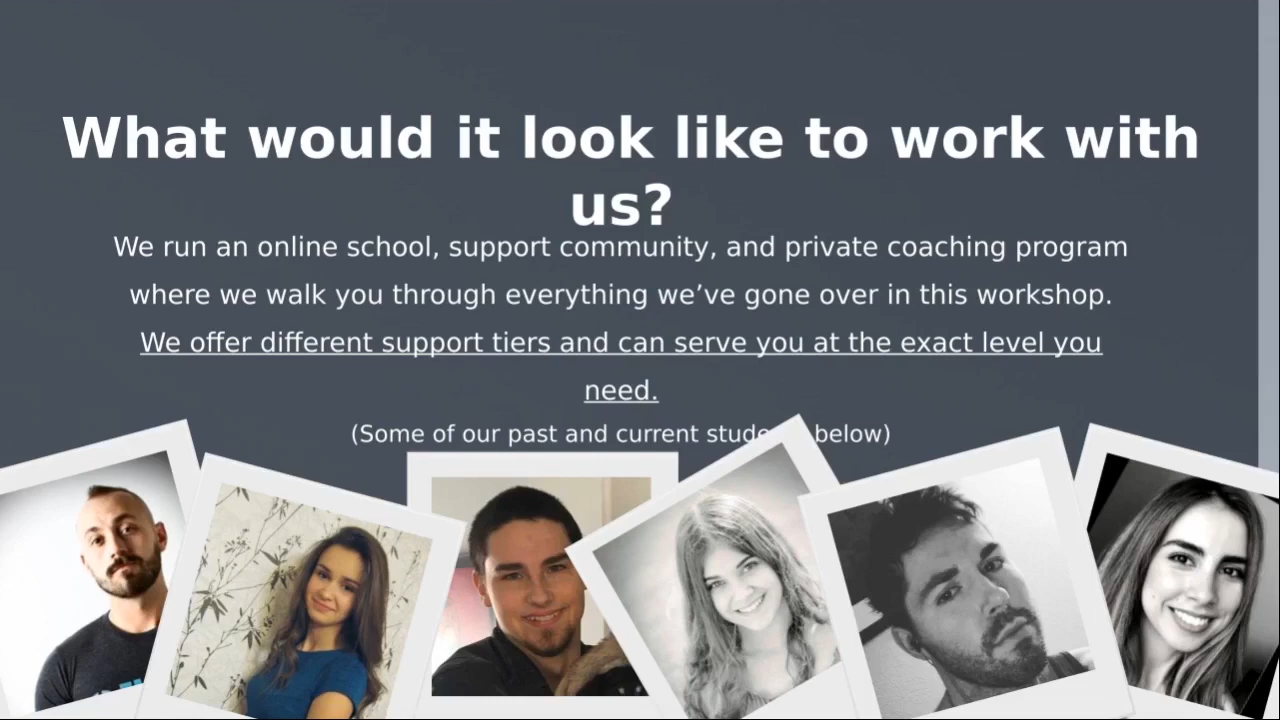 What would it look like to work with
us?
We run an online school, support community, and private coaching program
where we walk you through everything we’ve gone over in this workshop.
We offer different support tiers and can serve you at the exact level you
need.
(Some of our past and current below)